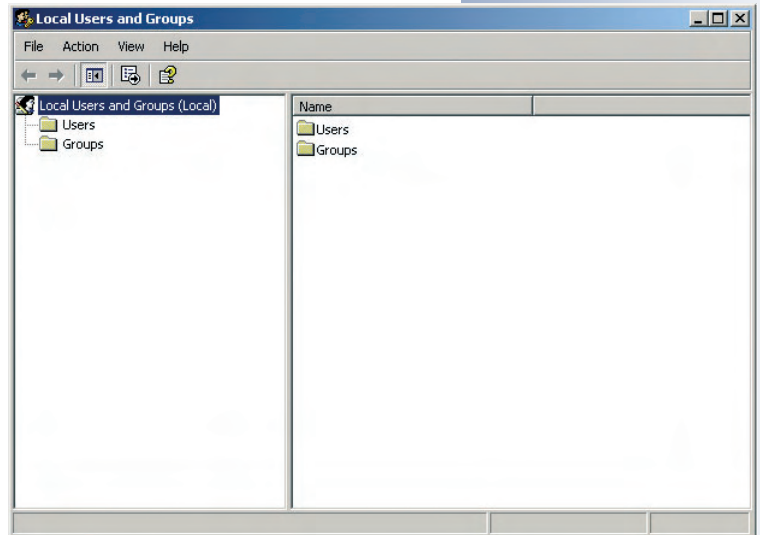 Local Users and Groups
File Action View Help
Local Users and Groups (Local)
Users
Groups
Name
Users
Groups